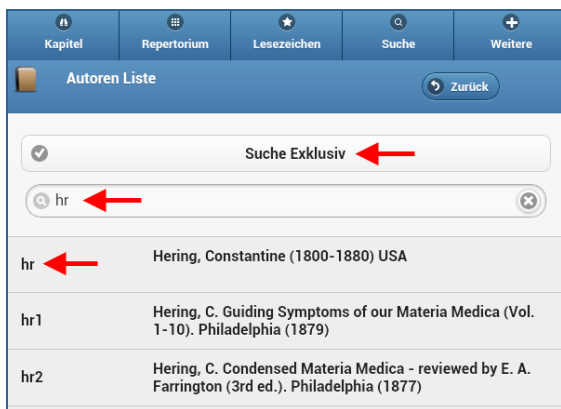 Kapitel Repertorium Lesezeichen Suche Weitere
Autoren Liste
Zurück
Suche Exklusiv
hr
hr Hering, Constantine (1800-1880) USA
hr1 Hering, C. Guiding Symptoms of our Materia Medica (Vol.
1-10). Philadelphia (1879)
hr2 Hering, C. Condensed Materia Medica - reviewed by E. A.
Farrington (3rd ed.). Philadelphia (1877)